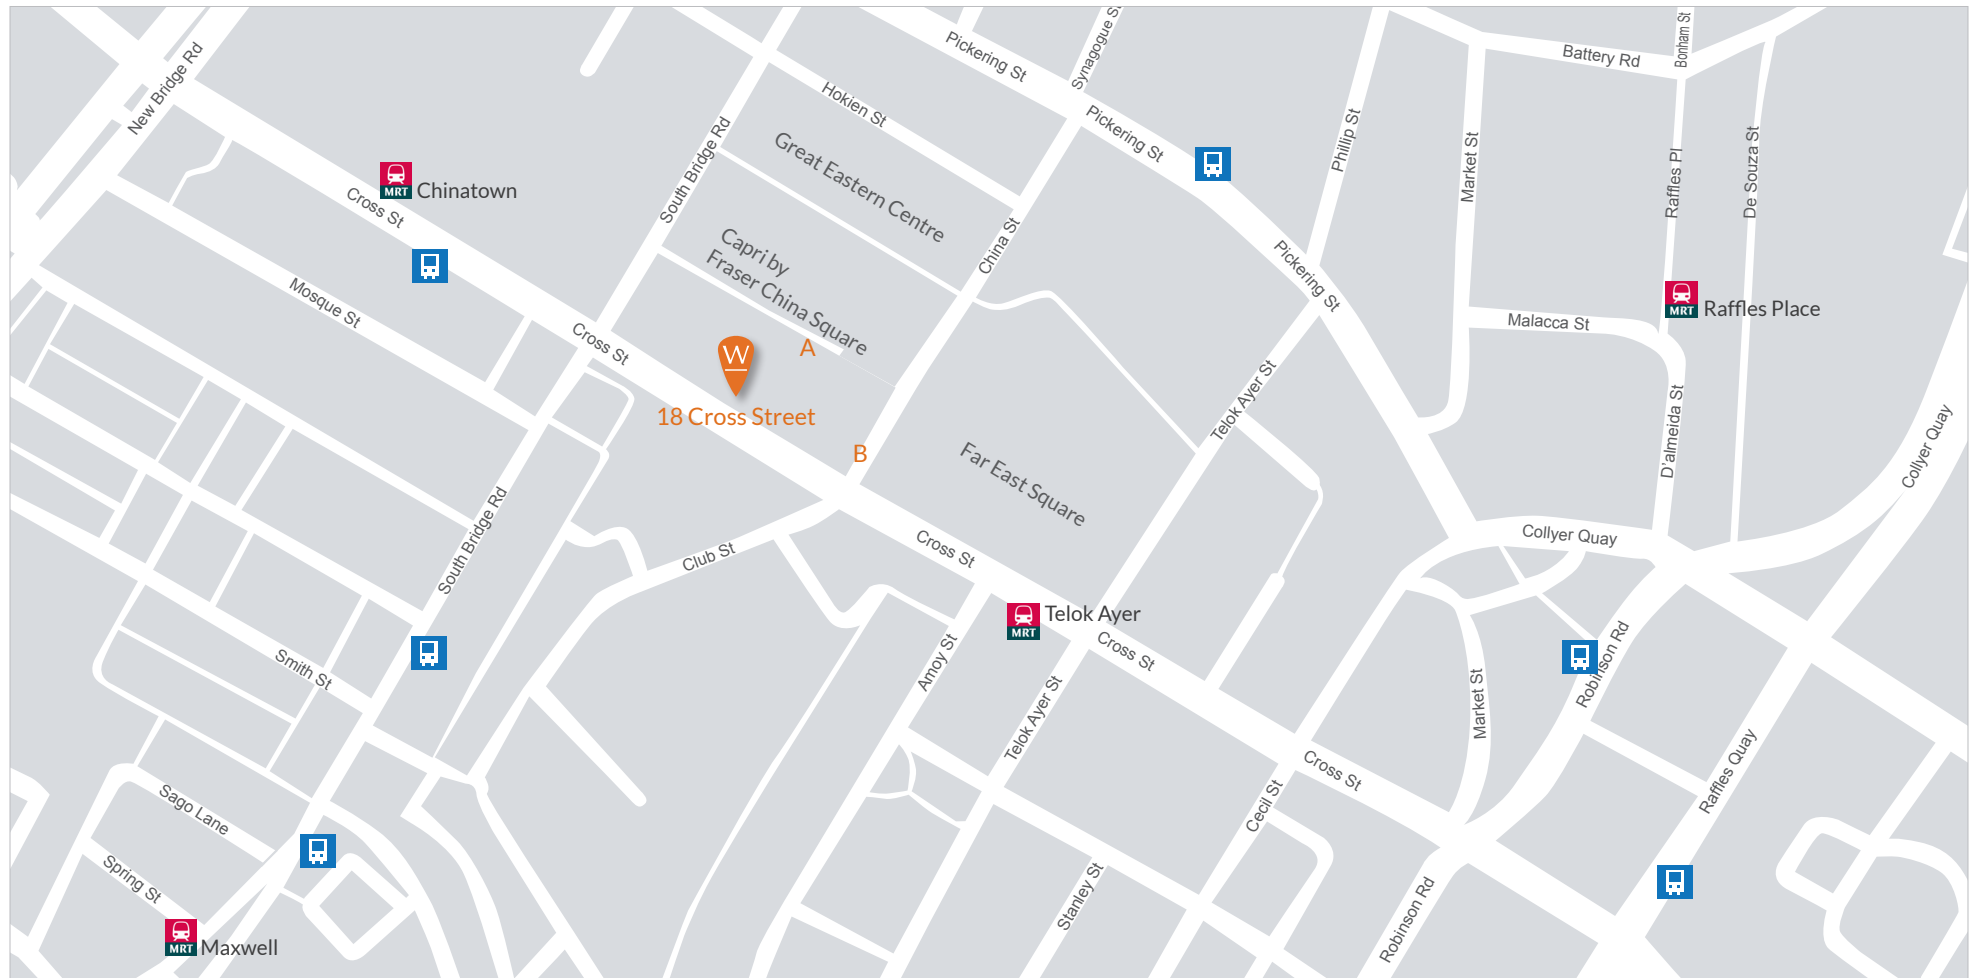 Synagogue St
Bonham St
New Bridge Rd
Pickering St
Battery Rd
Hokien St
Pickering St
South Bridge Rd
Great Eastern Centre
Phillip St
Market St
Raffles Pl
De Souza St
MRT
Chinatown
Cross St
China St
Capri by
Fraser China Square
Pickering St
Mosque St
MRT
Raffles Place
Malacca St
Cross St
A
W
18 Cross Street
Telok Ayer St
D'almeida St
Collyer Quay
B
Far East Square
South Bridge Rd
Club St
Cross St
Collyer Quay
MRT
Telok Ayer
Cross St
Amoy St
Smith St
Telok Ayer St
Market St
Robinson Rd
Raffles Quay
Cross St
Cecil St
Sago Lane
Spring St
Stanley St
Robinson Rd
MRT
Maxwell